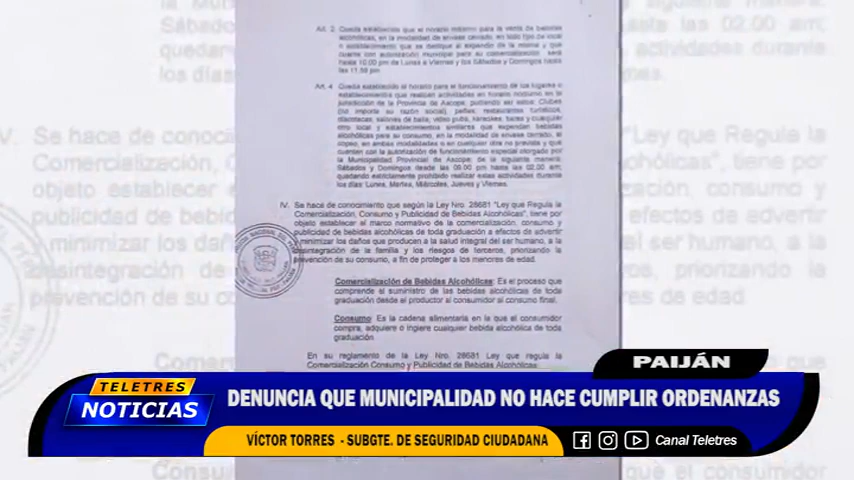 Art. 2 Queda establecido que el horario máximo para la venta de bebidas
alcohólicas, en la modalidad de envase cerrado, en todo tipo de local
o establecimiento que se dedique al expendio de la misma y que
cuente con autorización municipal para su comercialización: será
hasta 10.00 pm de Lunes a Viernes y los Sábados y Domingos hasta
las 11.59 pm.
Art. 4 Queda establecido el horario para el funcionamiento de los lugares o
establecimientos que realicen actividades en horario nocturno en la
jurisdicción de la Provincia de Ascope, pudiendo ser estos: Clubes
(no importa su razón social), peñas, restaurantes turísticos,
discotecas, salones de baile, video pubs, karaokes, bares y cualquier
otro local y establecimientos similares que expendan bebidas
alcohólicas para su consumo, en la modalidad de envase cerrado, al
copeo, en ambas modalidades o en cualquier otra no prevista y que
cuenten con la autorización de funcionamiento especial otorgado por
la Municipalidad Provincial de Ascope; de la siguiente manera:
Sábados y Domingos desde las 08.00 pm hasta las 02.00 am;
quedando estrictamente prohibido realizar estas actividades durante
los días: Lunes, Martes, Miércoles, Jueves y Viernes.
IV. Se hace de conocimiento que según la Ley Nro. 28681 "Ley que Regula la
Comercialización, Consumo y Publicidad de Bebidas Alcohólicas", tiene por
objeto establecer el marco normativo de la comercialización, consumo y
publicidad de bebidas alcohólicas de toda graduación a efectos de advertir
y minimizar los daños que producen a la salud integral del ser humano, a la
desintegración de la familia y los riesgos de terceros, priorizando la
prevención de su consumo, a fin de proteger a los menores de edad.
Comercialización de Bebidas Alcohólicas: Es el proceso que
comprende el suministro de las bebidas alcohólicas de toda
graduación desde el productor al consumidor al consumo final.
Consumo: Es la cadena alimentaria en la que el consumidor
compra, adquiere o ingiere cualquier bebida alcohólica de toda
graduación
En su reglamento de la Ley Nro. 28681 Ley que regula la
Comercialización Consumo y Publicidad de Bebidas Alcohólicas:
PAIJÁN
TELETRES
NOTICIAS
DENUNCIA QUE MUNICIPALIDAD NO HACE CUMPLIR ORDENANZAS
VÍCTOR TORRES - SUBGTE. DE SEGURIDAD CIUDADANA
Canal Teletres